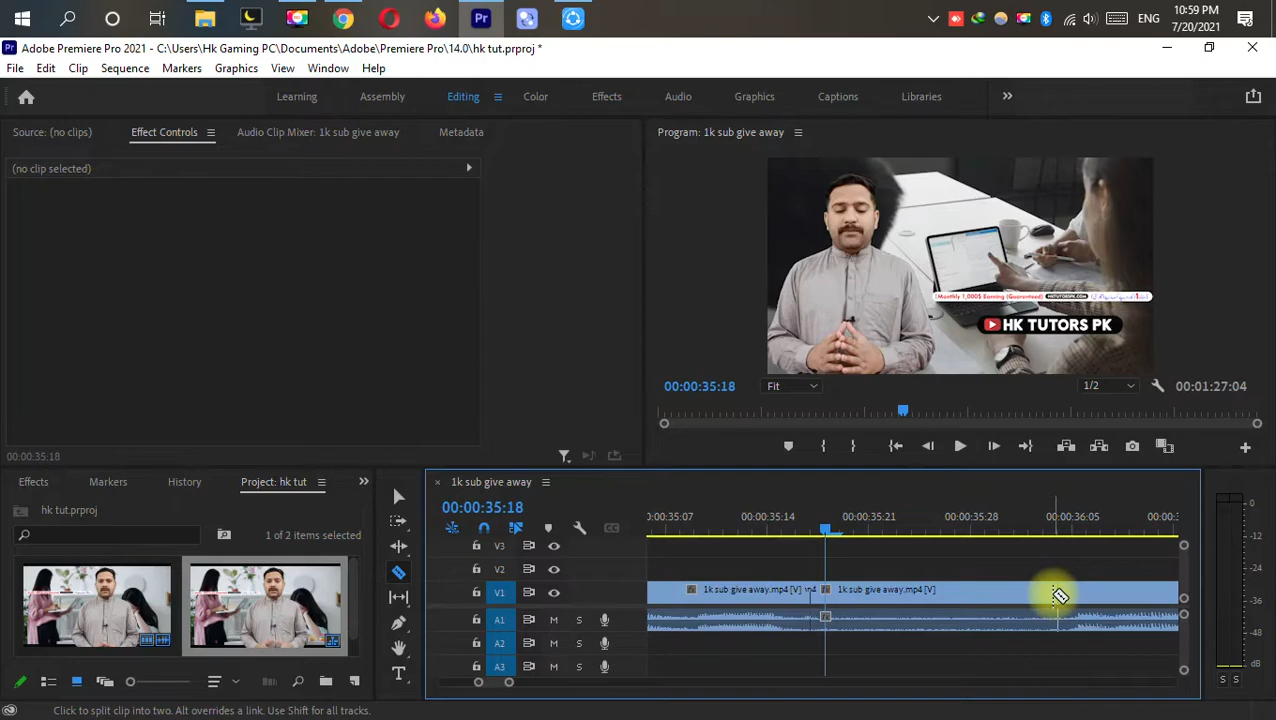 10:59 PM
ENG
7/20/2021
Adobe Premiere Pro 2021 - C:\Users\Hk Gaming PC\Documents\Adobe\Premiere Pro\14.0\hk tut.prproj *
File Edit Clip Sequence Markers Graphics View Window Help
Learning Assembly Editing Color Effects Audio Graphics Captions Libraries
Source: (no clips) Effect Controls Audio Clip Mixer: 1k sub give away Metadata
Program: 1k sub give away
(no clip selected)
(Monthly 1,000$ Earning (Guaranteed) HKTUTORSPK.COM
HK TUTORS PK
00:00:35:18 Fit 1/2 00:01:27:04
00:00:35:18
Effects Markers History Project: hk tut
1k sub give away
hk tut.prproj
00:00:35:18
1 of 2 items selected
:00:35:07 00:00:35:14 00:00:35:21 00:00:35:28 00:00:36:05 00:00:3
V3
V2
V1 1k sub give away.mp4 [V] 1k sub give away.mp4 [V]
A1 M S
A2 M S
A3 M S
0
-12
-24
-36
-48
dB
S S
Click to split clip into two. Alt overrides a link. Use Shift for all tracks.